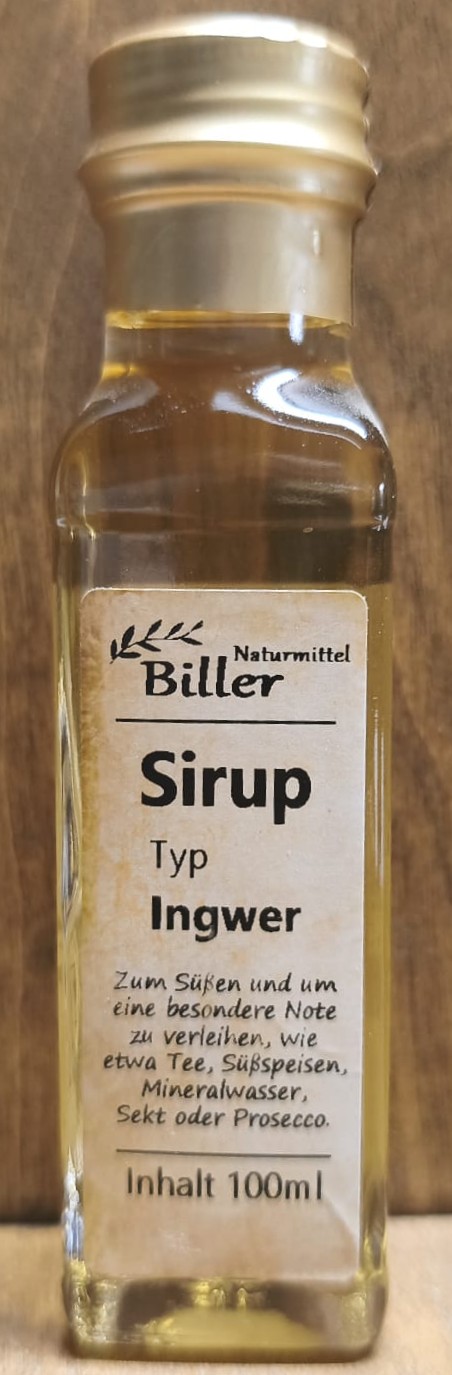 Naturmittel
Biller
Sirup
Typ
Ingwer
Zum Süßen und um
eine besondere Note
zu verleihen, wie
etwa Tee, Süßspeisen,
Mineralwasser,
Sekt oder Prosecco.
Inhalt 100ml